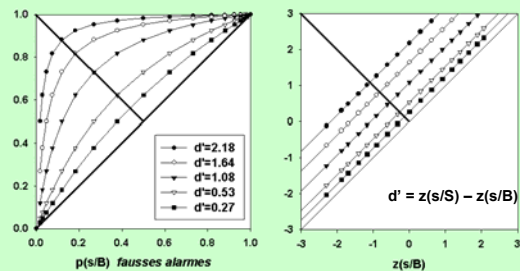 1.0
0.8
0.6
0.4
0.2
0.0
0.0 0.2 0.4 0.6 0.8 1.0
p(s/B) fausses alarmes
d'=2.18
d'=1.64
d'=1.08
d'=0.53
d'=0.27
3
2
1
0
-1
-2
-3
-3 -2 -1 0 1 2 3
z(s/B)
d’ = z(s/S) – z(s/B)